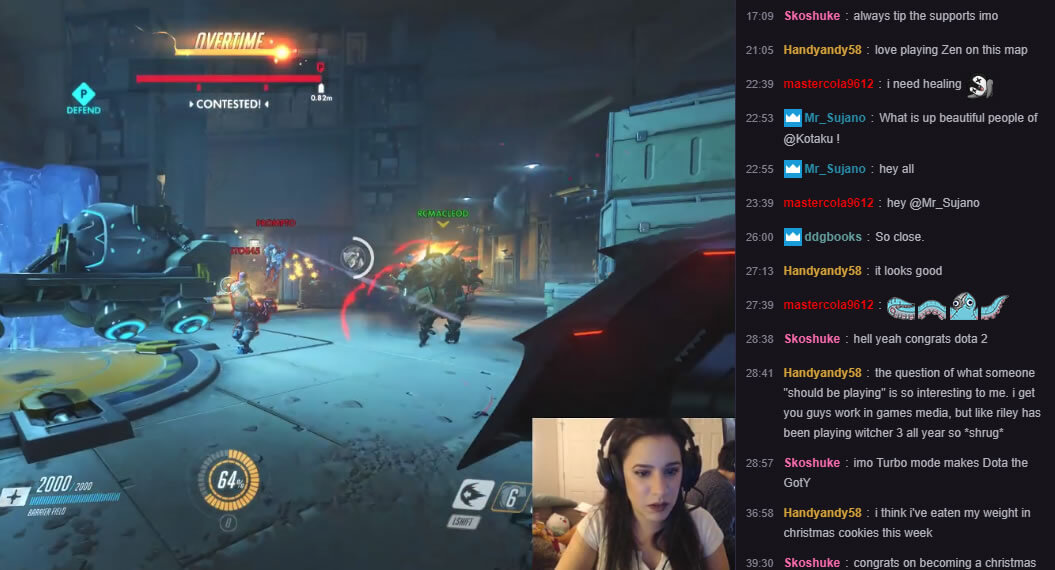 OVERTIME
P
CONTESTED!
0.82m
P
DEFEND
RCMACLEOD
2000 / 2000
BARRIER FIELD
64%
LSHIFT
6
17:09 Skoshuke : always tip the supports imo
21:05 Handyandy58 : love playing Zen on this map
22:39 mastercola9612 : i need healing
22:53 Mr_Sujano : What is up beautiful people of
@Kotaku !
22:55 Mr_Sujano : hey all
23:39 mastercola9612 : hey @Mr_Sujano
26:00 ddgbooks : So close.
27:13 Handyandy58 : it looks good
27:39 mastercola9612 :
28:38 Skoshuke : hell yeah congrats dota 2
28:41 Handyandy58 : the question of what someone
"should be playing" is so interesting to me. i get
you guys work in games media, but like riley has
been playing witcher 3 all year so *shrug*
28:57 Skoshuke : imo Turbo mode makes Dota the
GotY
36:58 Handyandy58 : i think i've eaten my weight in
christmas cookies this week
39:30 Skoshuke : congrats on becoming a christmas